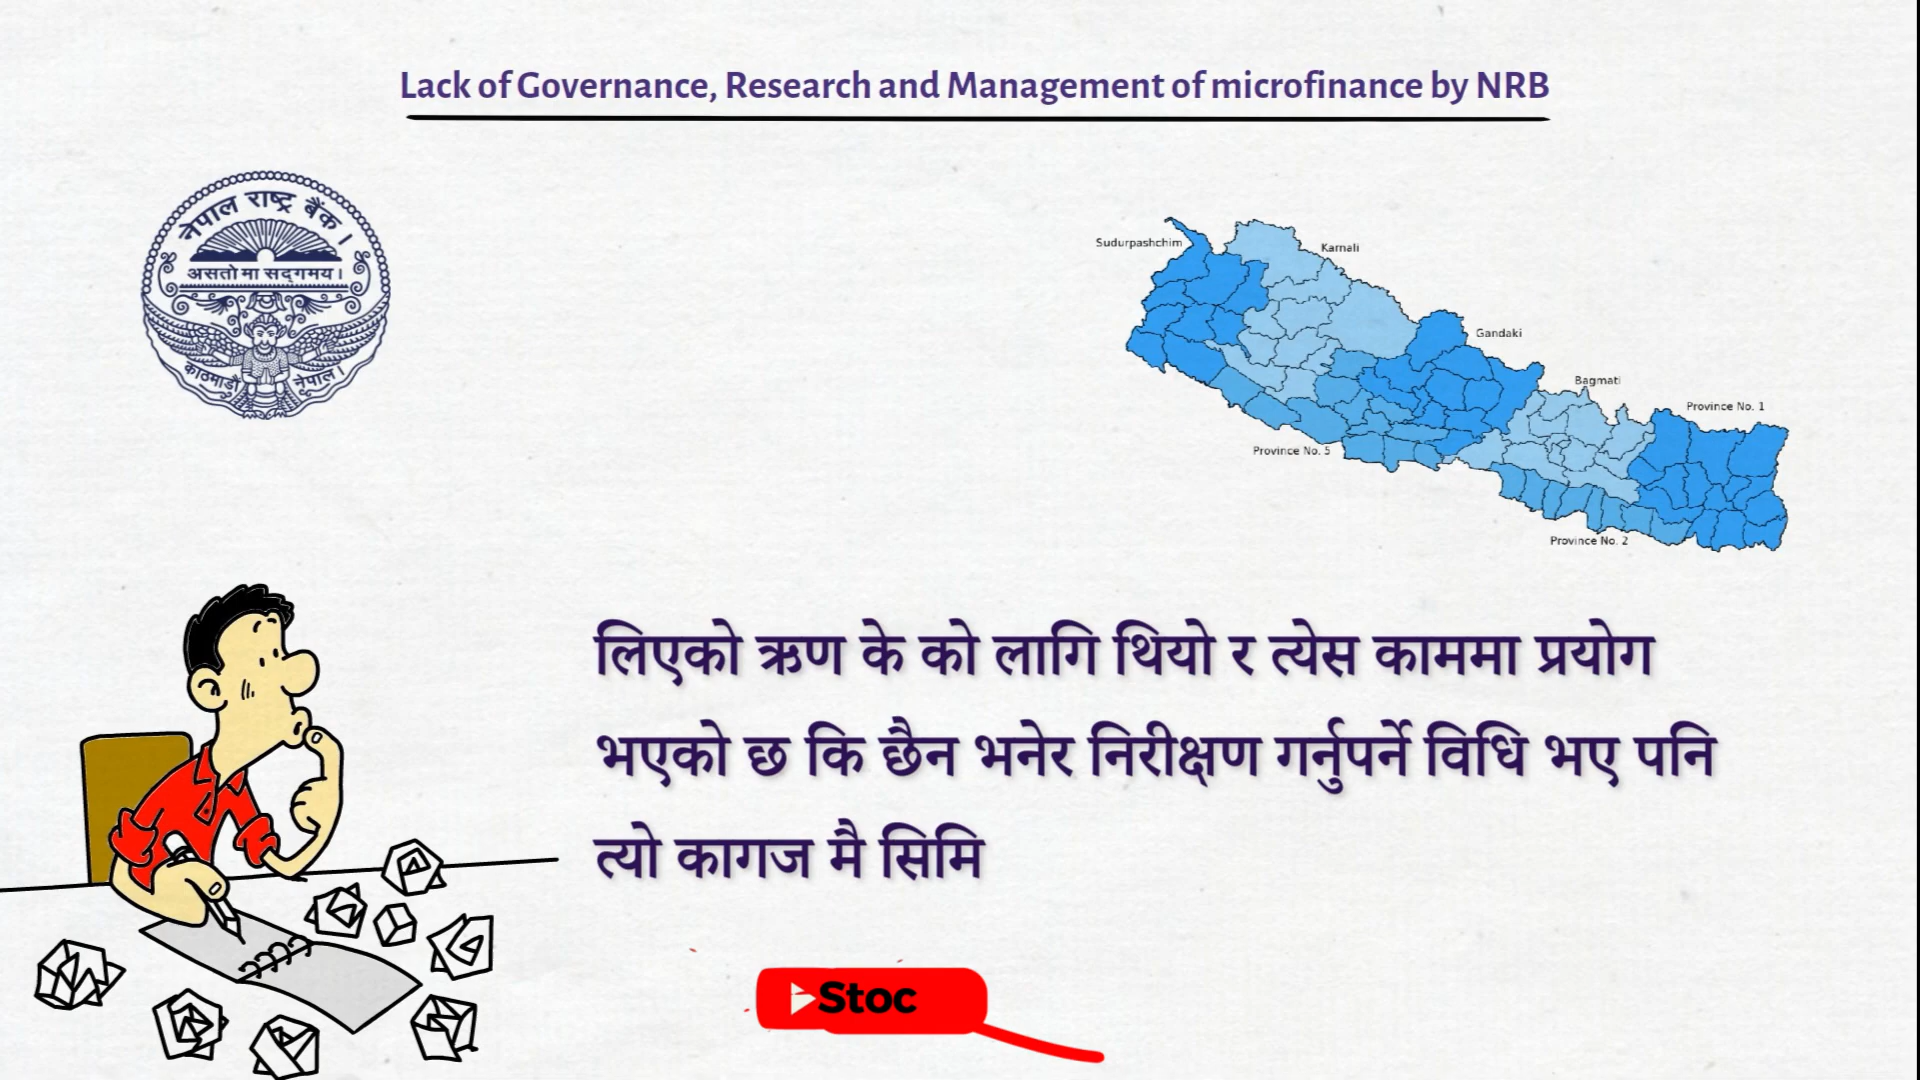 Lack of Governance, Research and Management of microfinance by NRB
नेपाल राष्ट्र बैंक ।
असतो मा सद्गमय।
काठमाडौं नेपाल।
Sudurpashchim
Karnali
Gandaki
Bagmati
Province No. 1
Province No. 5
Province No. 2
लिएको ऋण के को लागि थियो र त्येस काममा प्रयोग
भएको छ कि छैन भनेर निरीक्षण गर्नुपर्ने विधि भए पनि
त्यो कागज मै सिमि
Stoc